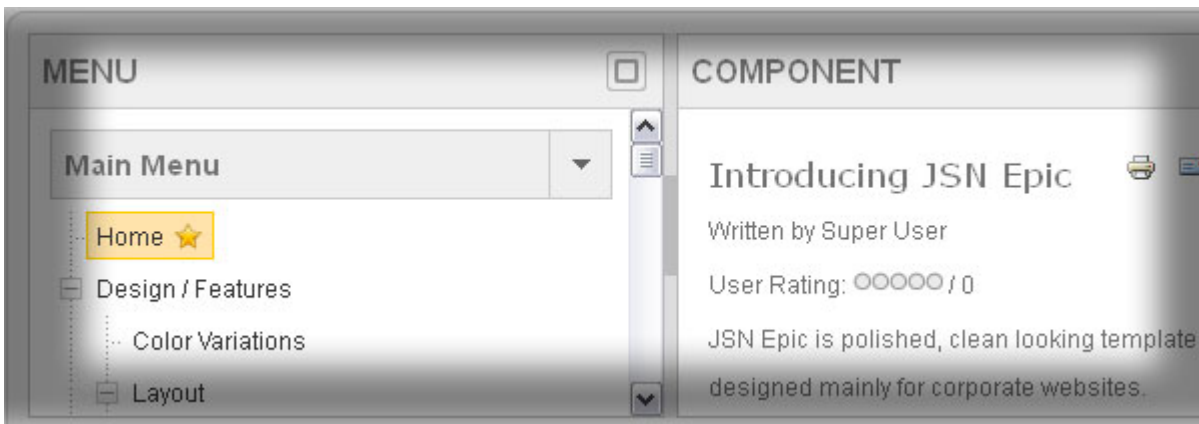 MENU
Main Menu
Home
Design / Features
Color Variations
Layout
COMPONENT
Introducing JSN Epic
Written by Super User
User Rating: / 0
JSN Epic is polished, clean looking template
designed mainly for corporate websites.